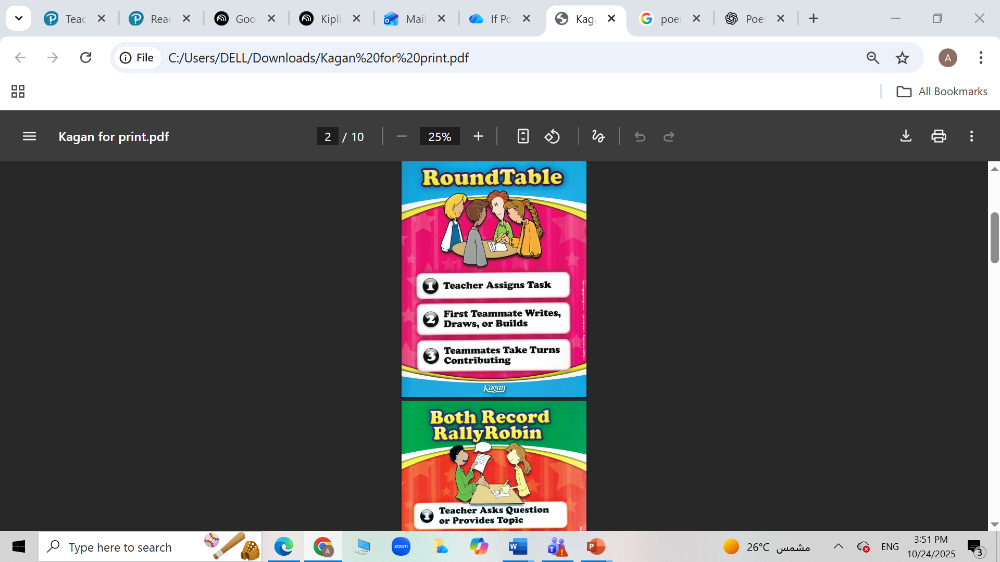 Teac
Reac
Goo
Kipli
Mail
If Po
Kaga
poe
Poe
File
C:/Users/DELL/Downloads/Kagan%20for%20print.pdf
A
All Bookmarks
Kagan for print.pdf
2 / 10
25%
RoundTable
1 Teacher Assigns Task
2 First Teammate Writes,
Draws, or Builds
3 Teammates Take Turns
Contributing
Kagan
Both Record
RallyRobin
1 Teacher Asks Question
or Provides Topic
Type here to search
zoom
26°C مشمس
ENG
3:51 PM
10/24/2025
3